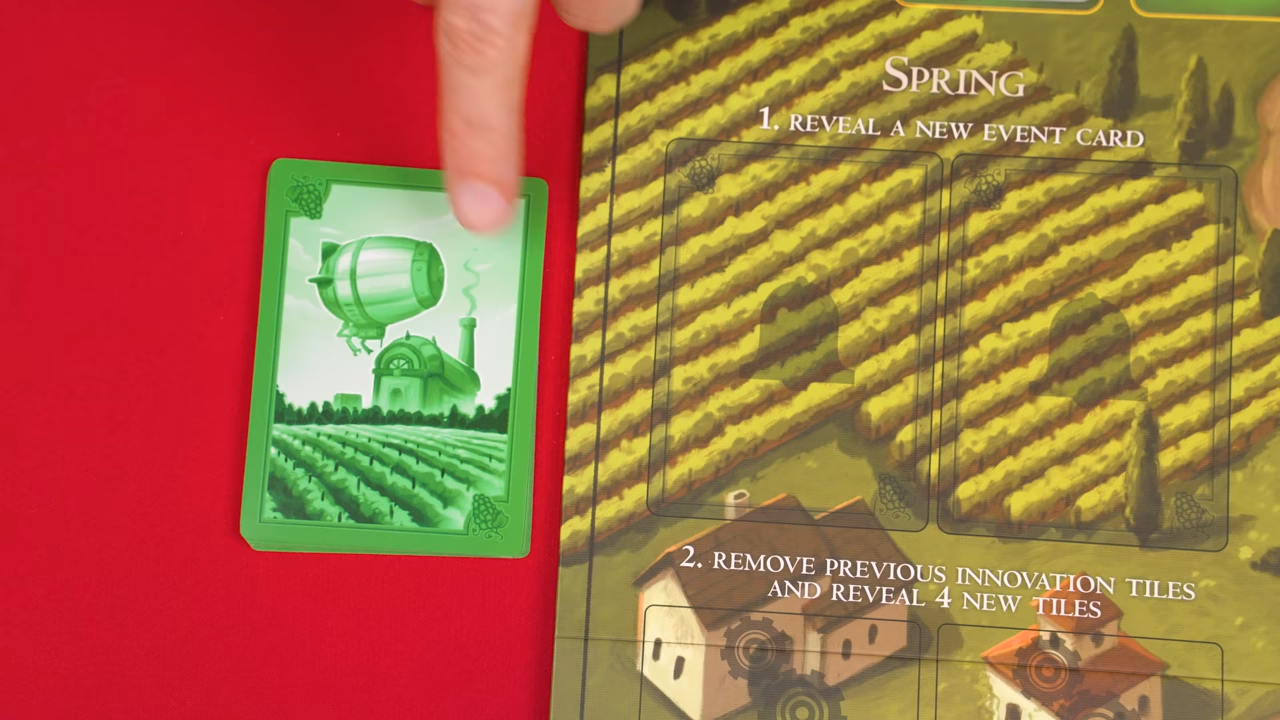 SPRING
1. REVEAL A NEW EVENT CARD
2. REMOVE PREVIOUS INNOVATION TILES
AND REVEAL 4 NEW TILES